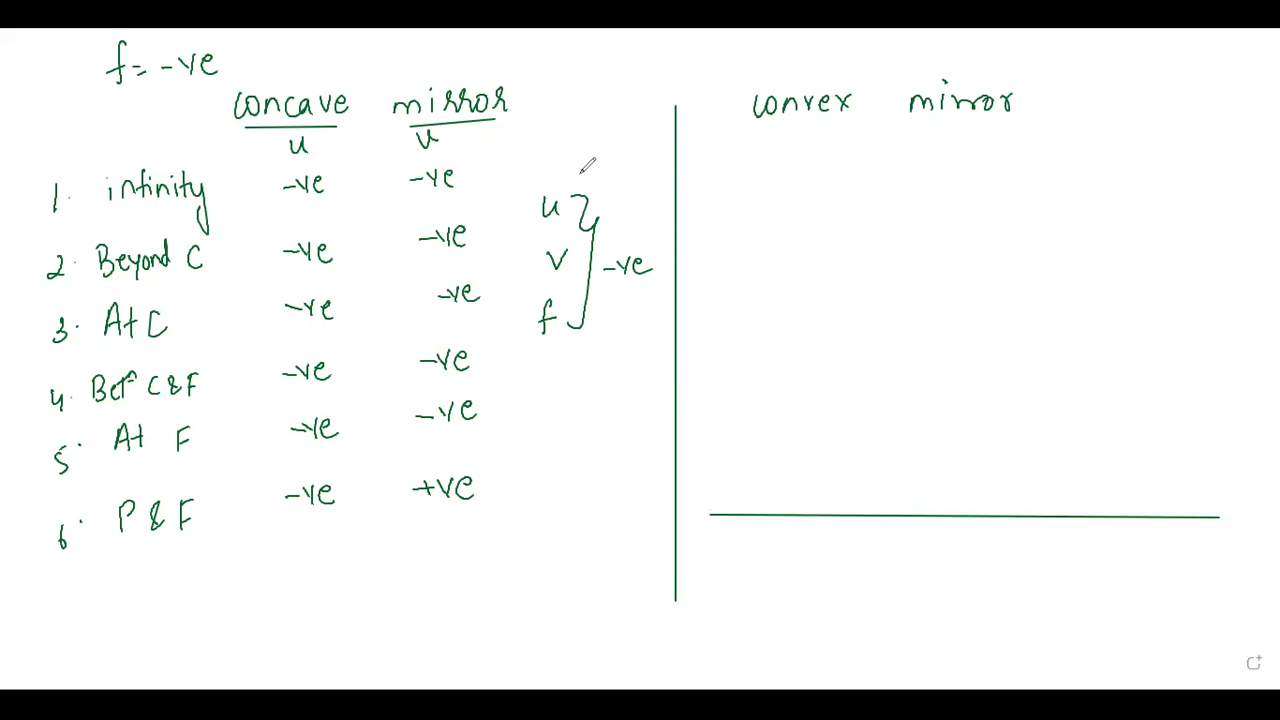 f = -ve
concave mirror
u v
1. infinity -ve -ve
2. Beyond C -ve -ve
3. At C -ve -ve
4. Betn C & F -ve -ve
5. At F -ve -ve
6. P & F -ve +ve
u
v -ve
f
convex mirror